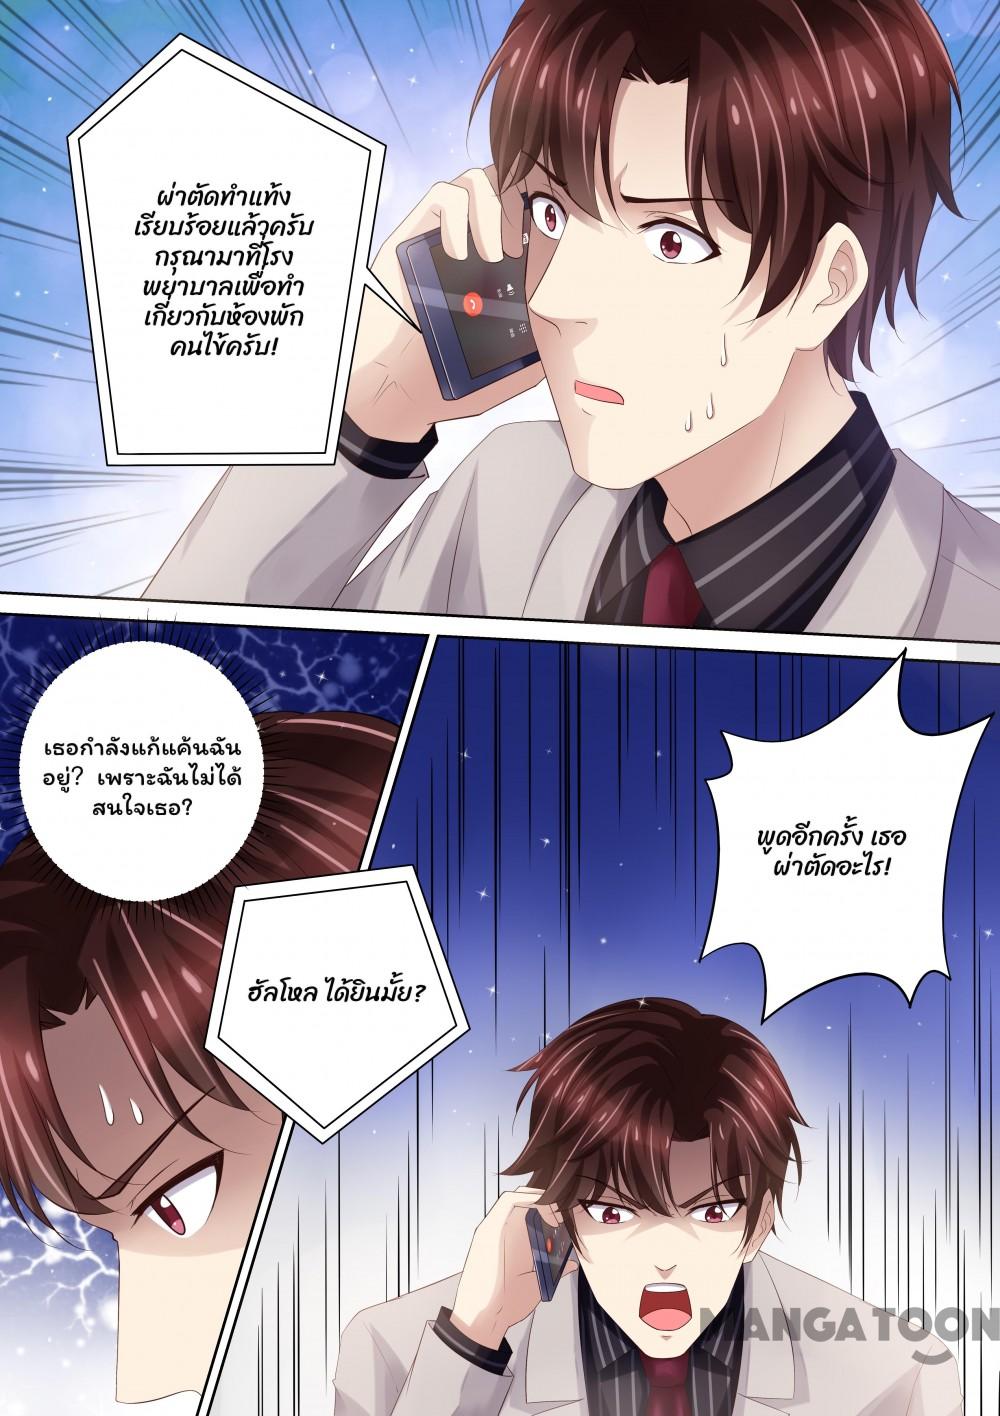 ผ่าตัดทำแท้ง
เรียบร้อยแล้วครับ
กรุณามาที่โรง
พยาบาลเพื่อทำ
เกี่ยวกับห้องพัก
คนไข้ครับ!
เธอกำลังแก้แค้นฉัน
อยู่? เพราะฉันไม่ได้
สนใจเธอ?
พูดอีกครั้ง เธอ
ผ่าตัดอะไร!
ฮัลโหล ได้ยินมั้ย?
MANGATOON